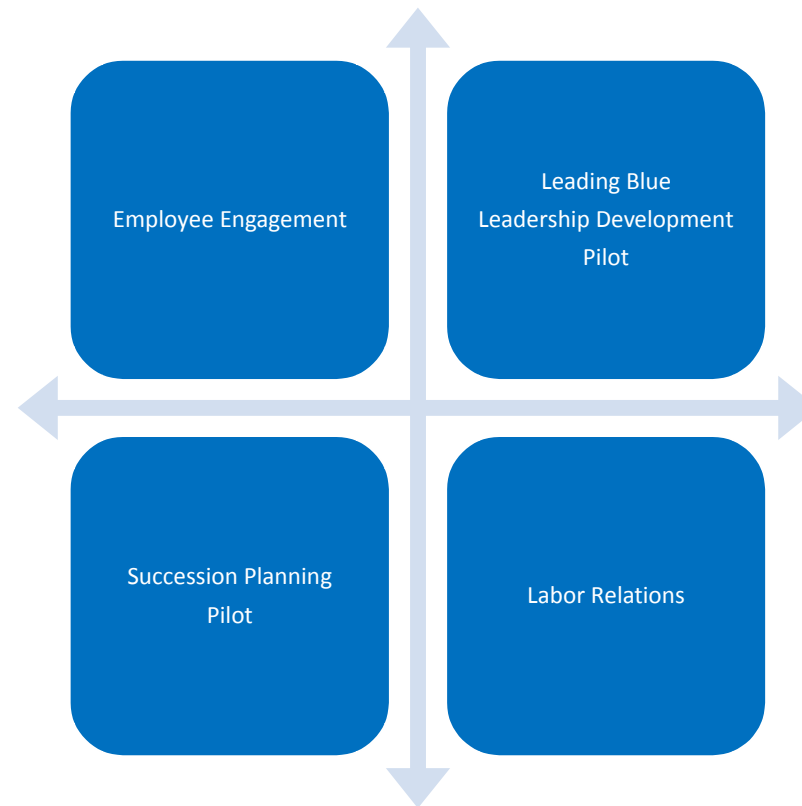 Employee Engagement
Leading Blue
Leadership Development
Pilot
Succession Planning
Pilot
Labor Relations